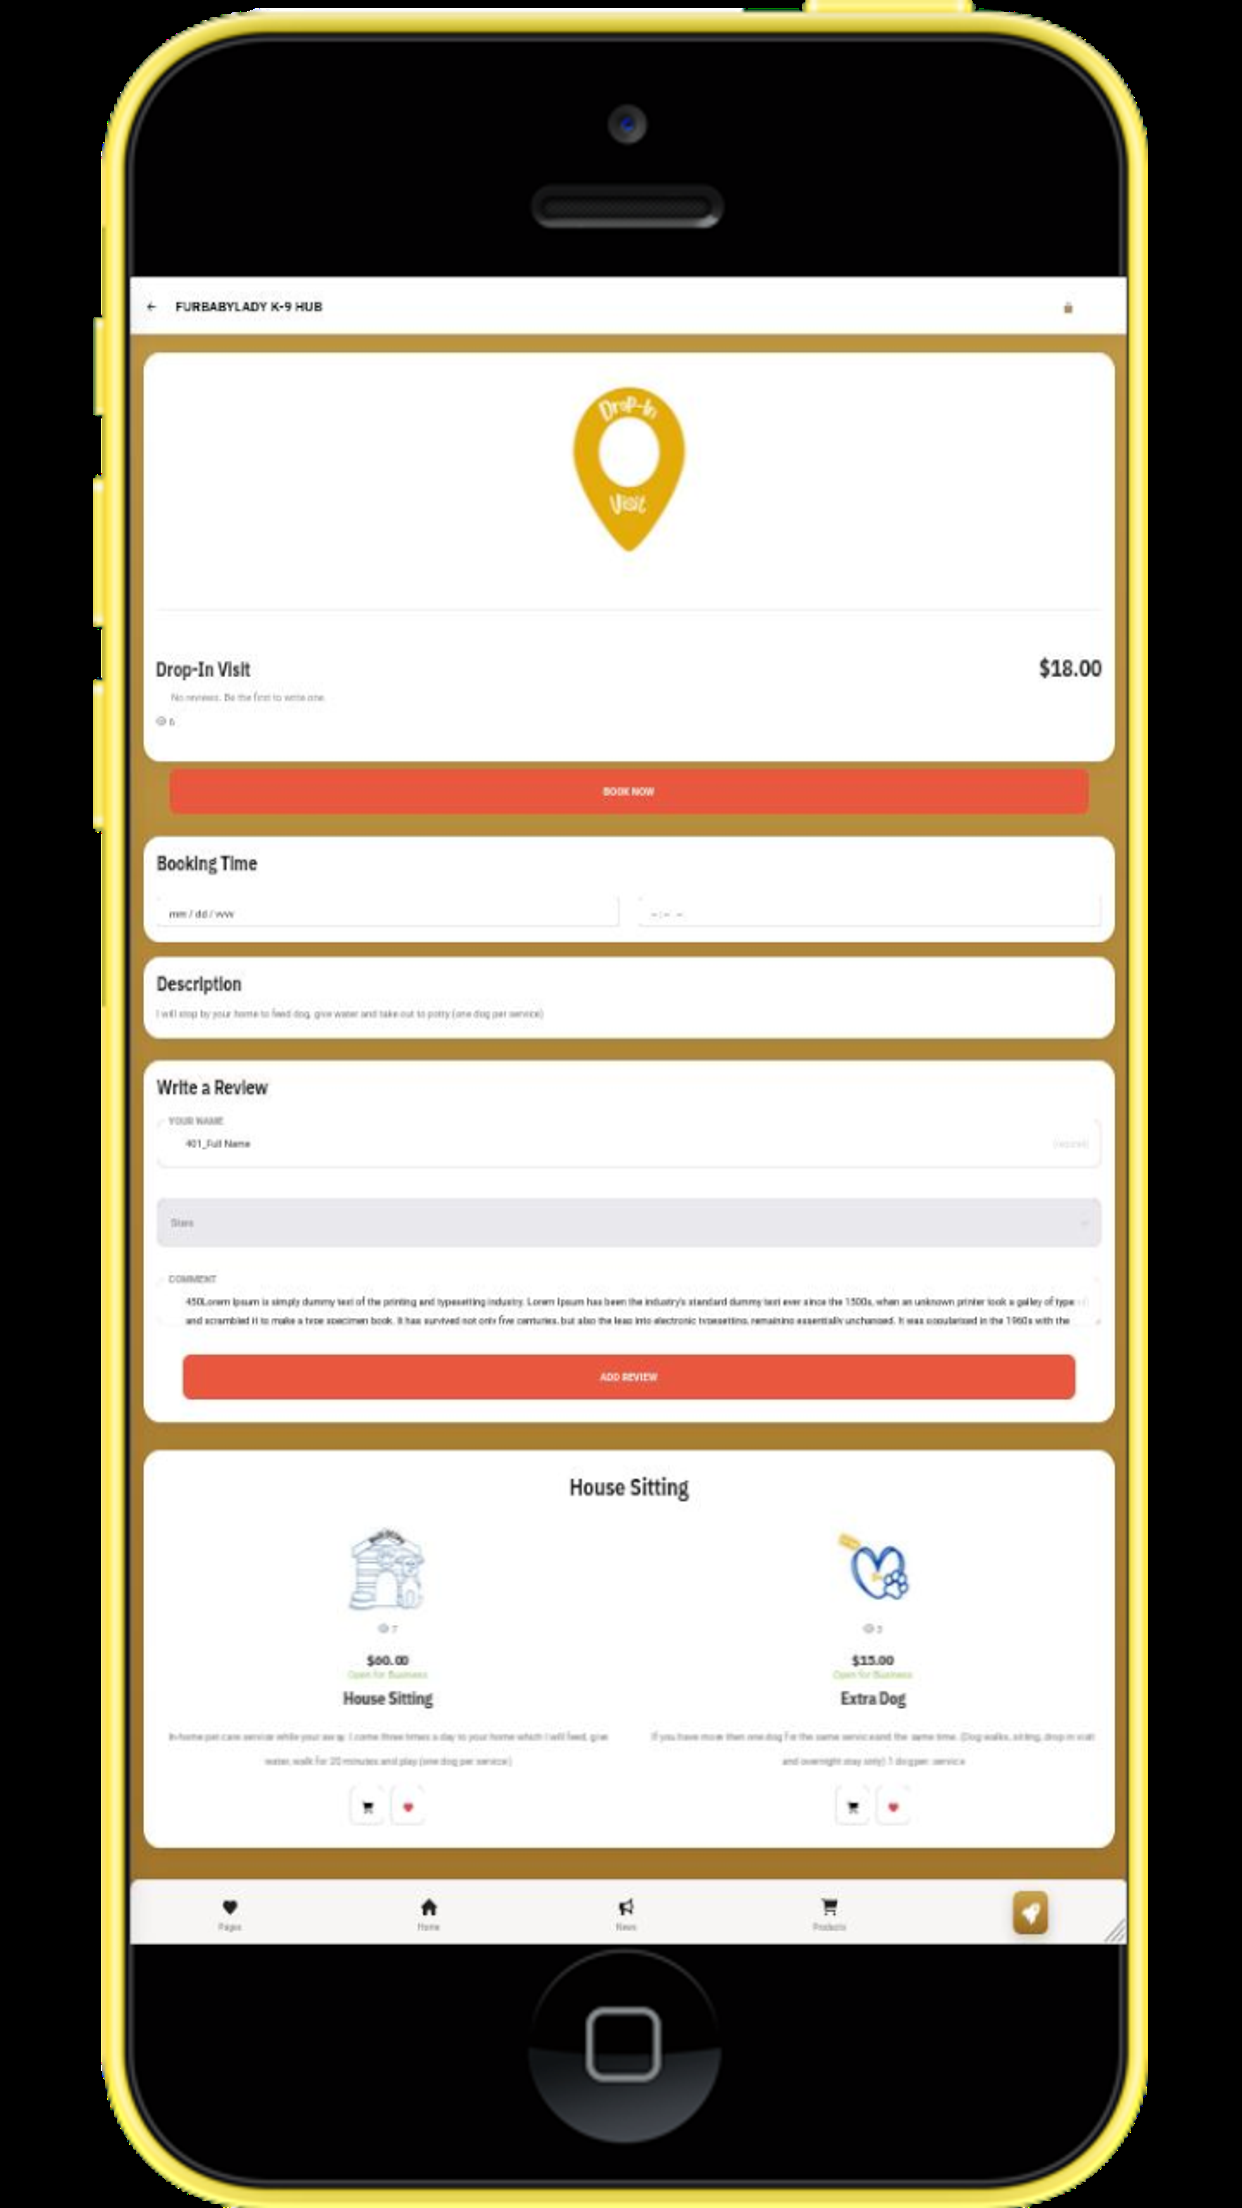 ← FURBABYLADY K-9 HUB
Drop-In
Visit
Drop-In Visit
$18.00
No reviews. Be the first to write one.
6
BOOK NOW
Booking Time
mm / dd / yyyy
--:-- --
Description
I will stop by your home to feed dog, give water and take out to potty (one dog per service)
Write a Review
YOUR NAME
401_Full Name
(required)
Stars
COMMENT
450Lorem Ipsum is simply dummy text of the printing and typesetting industry. Lorem Ipsum has been the industry's standard dummy text ever since the 1500s, when an unknown printer took a galley of type
and scrambled it to make a type specimen book. It has survived not only five centuries, but also the leap into electronic typesetting, remaining essentially unchanged. It was popularised in the 1960s with the
ADD REVIEW
House Sitting
7
$60.00
Open for Business
House Sitting
In-home pet care service while your away. I come three times a day to your home which I will feed, give
water, walk for 20 minutes and play (one dog per service)
3
$15.00
Open for Business
Extra Dog
If you have more then one dog for the same service and the same time. (Dog walks, sitting, drop in visit
and overnight stay only) 1 dog per service
Pages
Home
News
Products